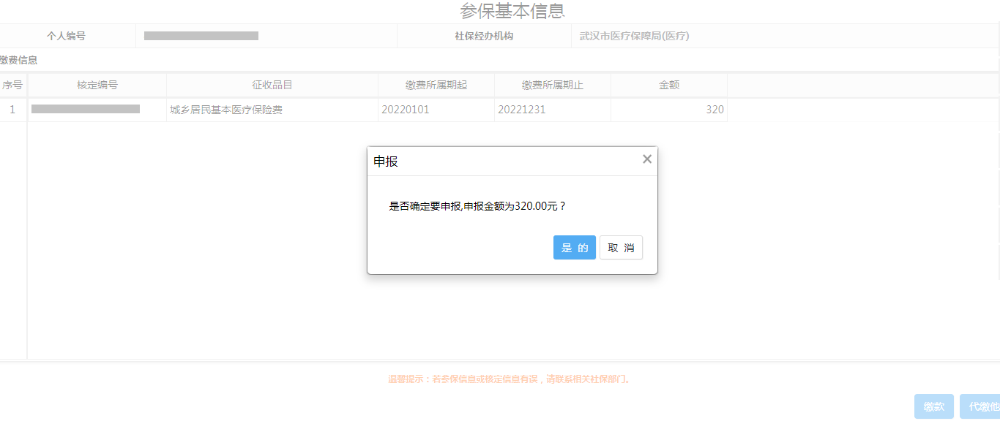 参保基本信息
个人编号 社保经办机构 武汉市医疗保障局(医疗)
缴费信息
序号 核定编号 征收品目 缴费所属期起 缴费所属期止 金额
1 城乡居民基本医疗保险费 20220101 20221231 320
申报 ×
是否确定要申报,申报金额为320.00元？
是 的 取 消
温馨提示：若参保信息或核定信息有误，请联系相关社保部门。
缴款 代缴他